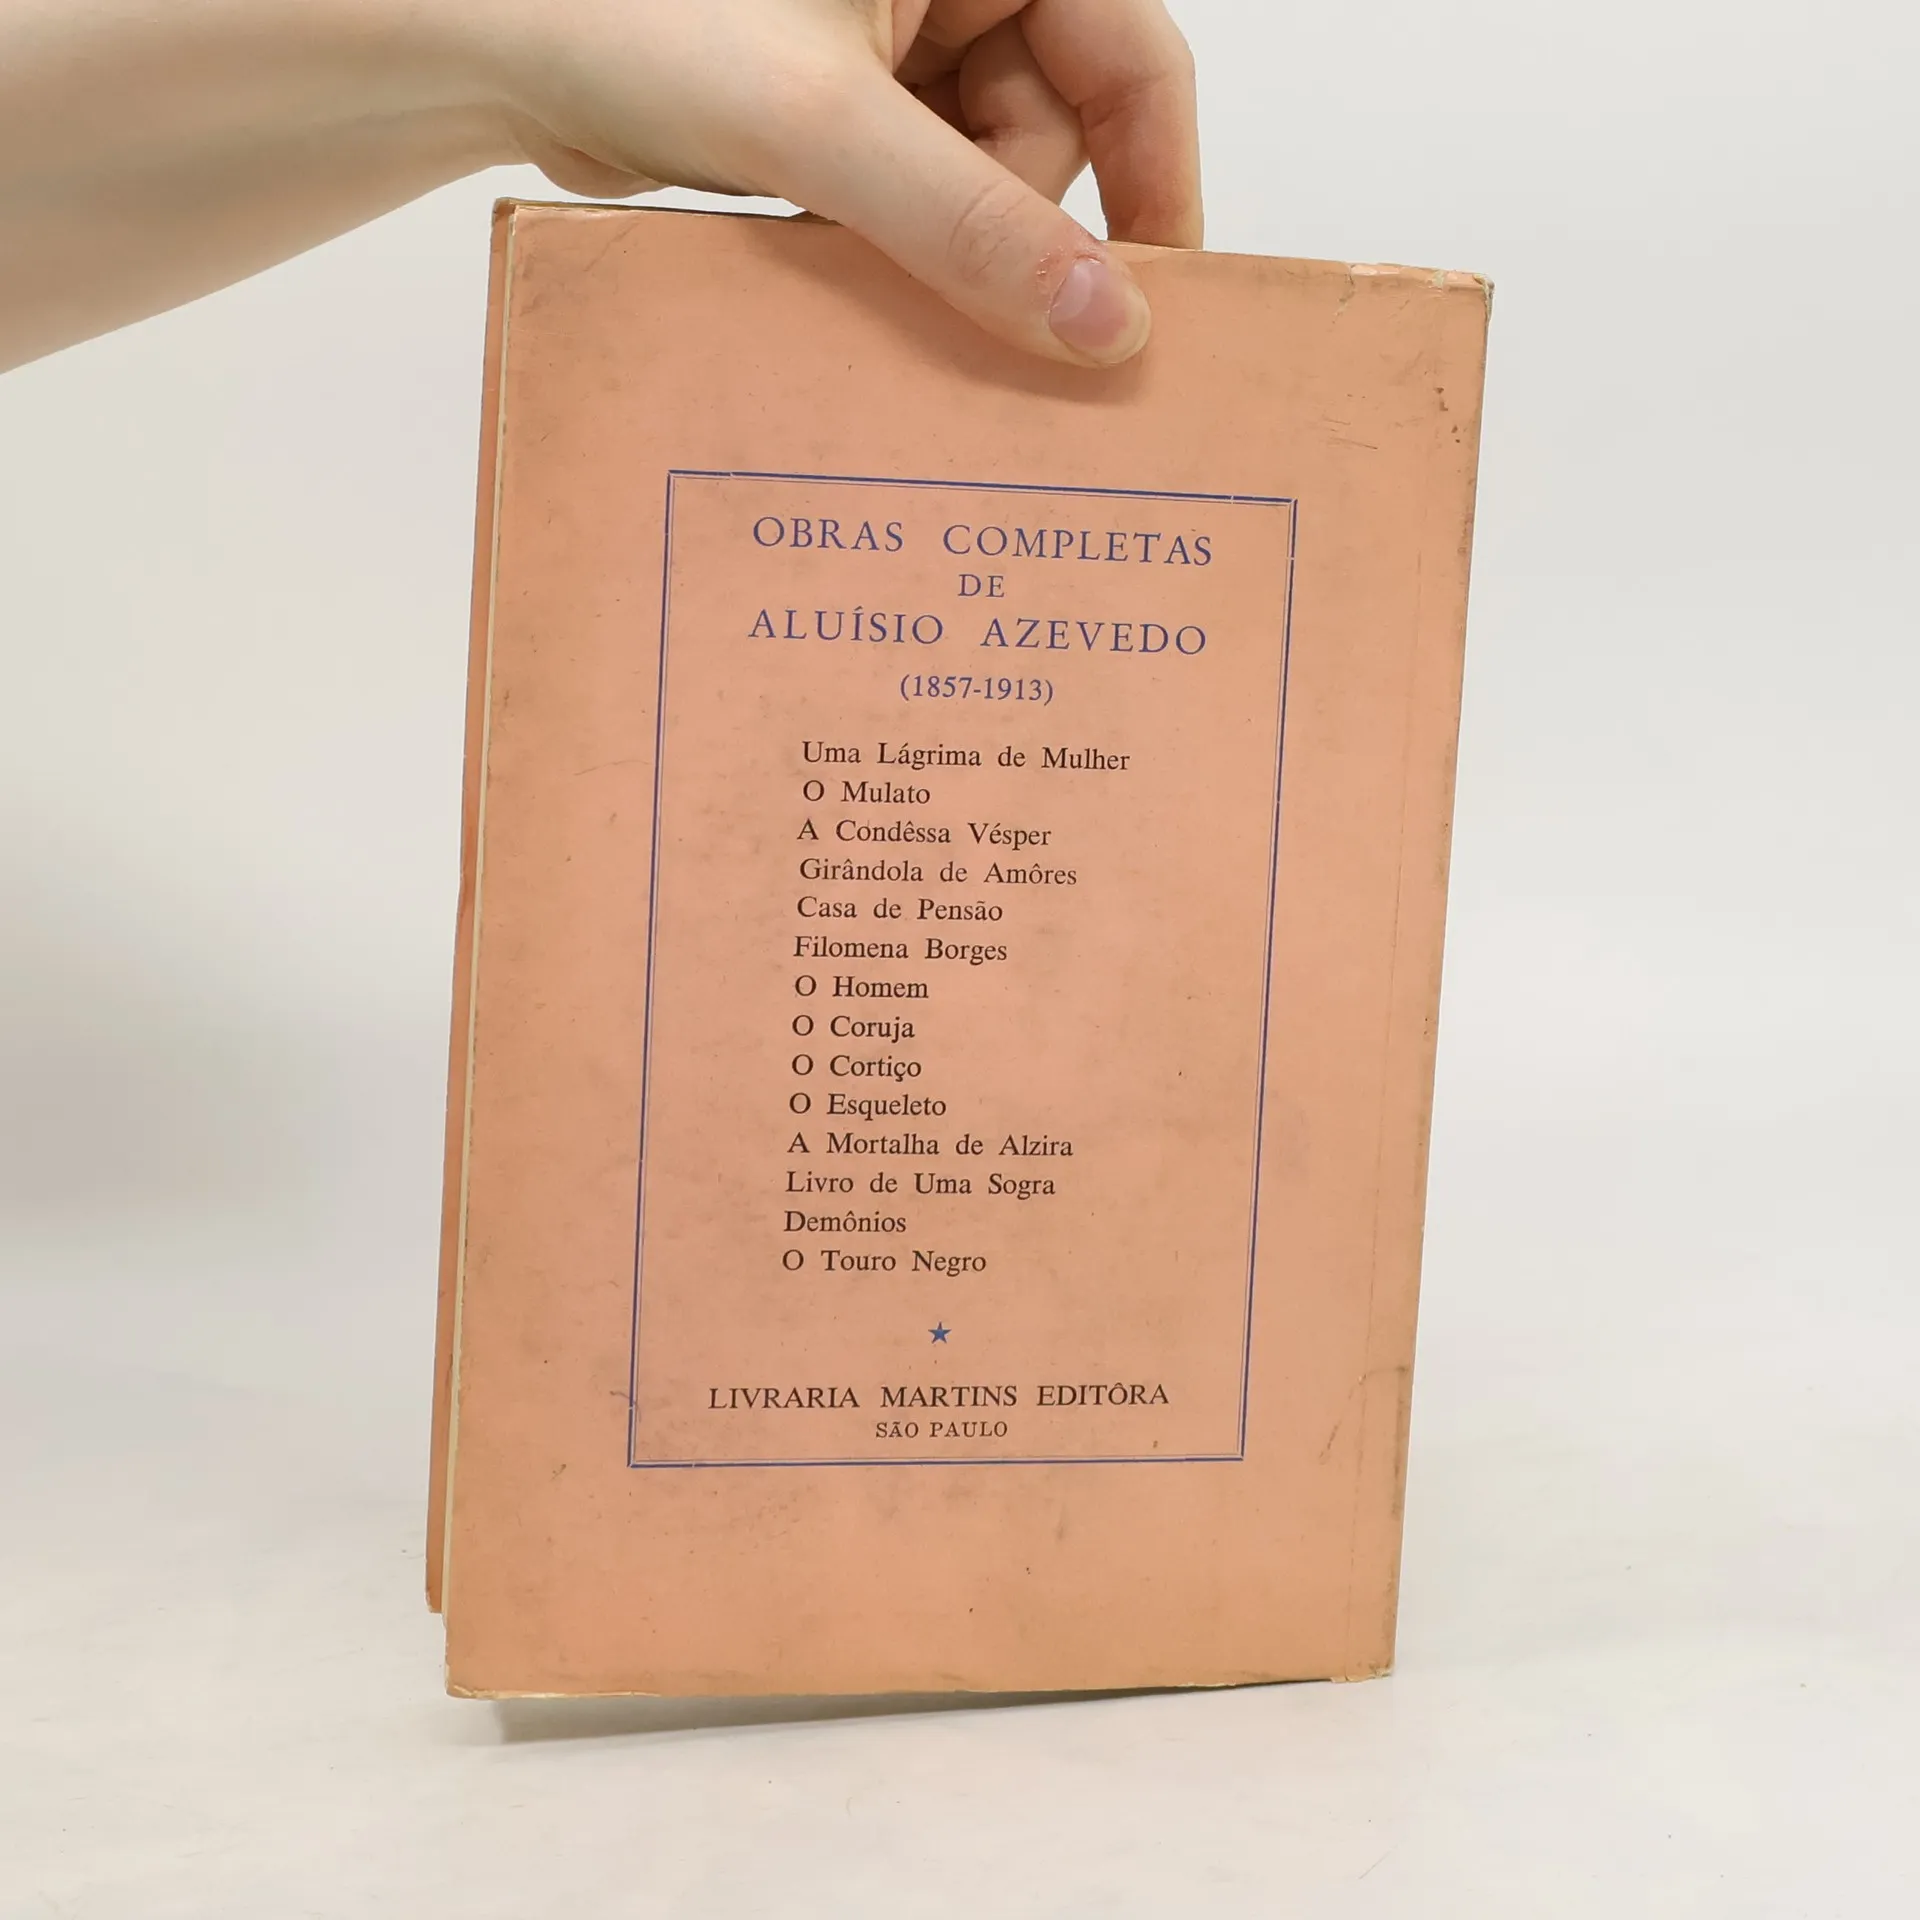 OBRAS COMPLETAS
DE
ALUÍSIO AZEVEDO
(1857-1913)
Uma Lágrima de Mulher
O Mulato
A Condêssa Vésper
Girândola de Amôres
Casa de Pensão
Filomena Borges
O Homem
O Coruja
O Cortiço
O Esqueleto
A Mortalha de Alzira
Livro de Uma Sogra
Demônios
O Touro Negro
★
LIVRARIA MARTINS EDITÔRA
SÃO PAULO